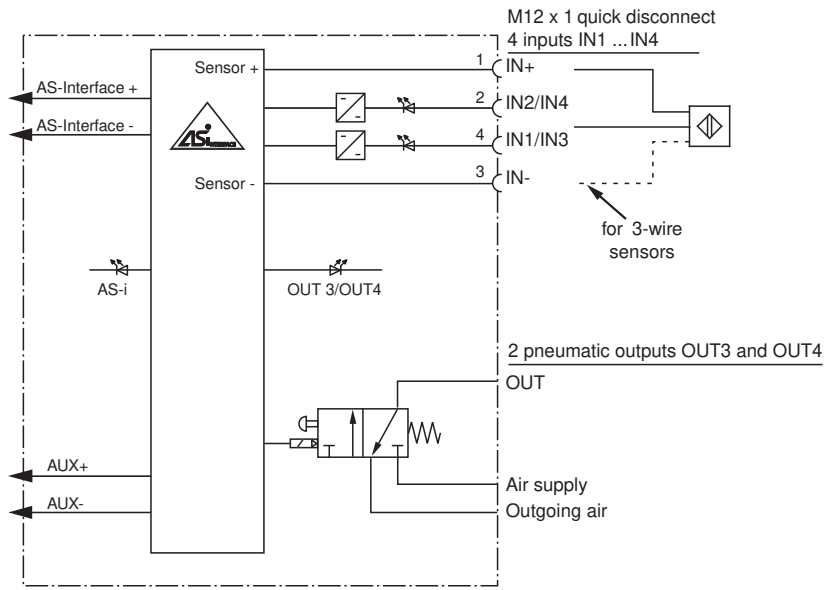 M12 x 1 quick disconnect
4 inputs IN1 ...IN4
Sensor +
1
IN+
AS-Interface +
2
IN2/IN4
AS-Interface -
ASi INTERFACE
4
IN1/IN3
Sensor -
3
IN-
for 3-wire
sensors
AS-i
OUT 3/OUT4
2 pneumatic outputs OUT3 and OUT4
OUT
AUX+
Air supply
AUX-
Outgoing air